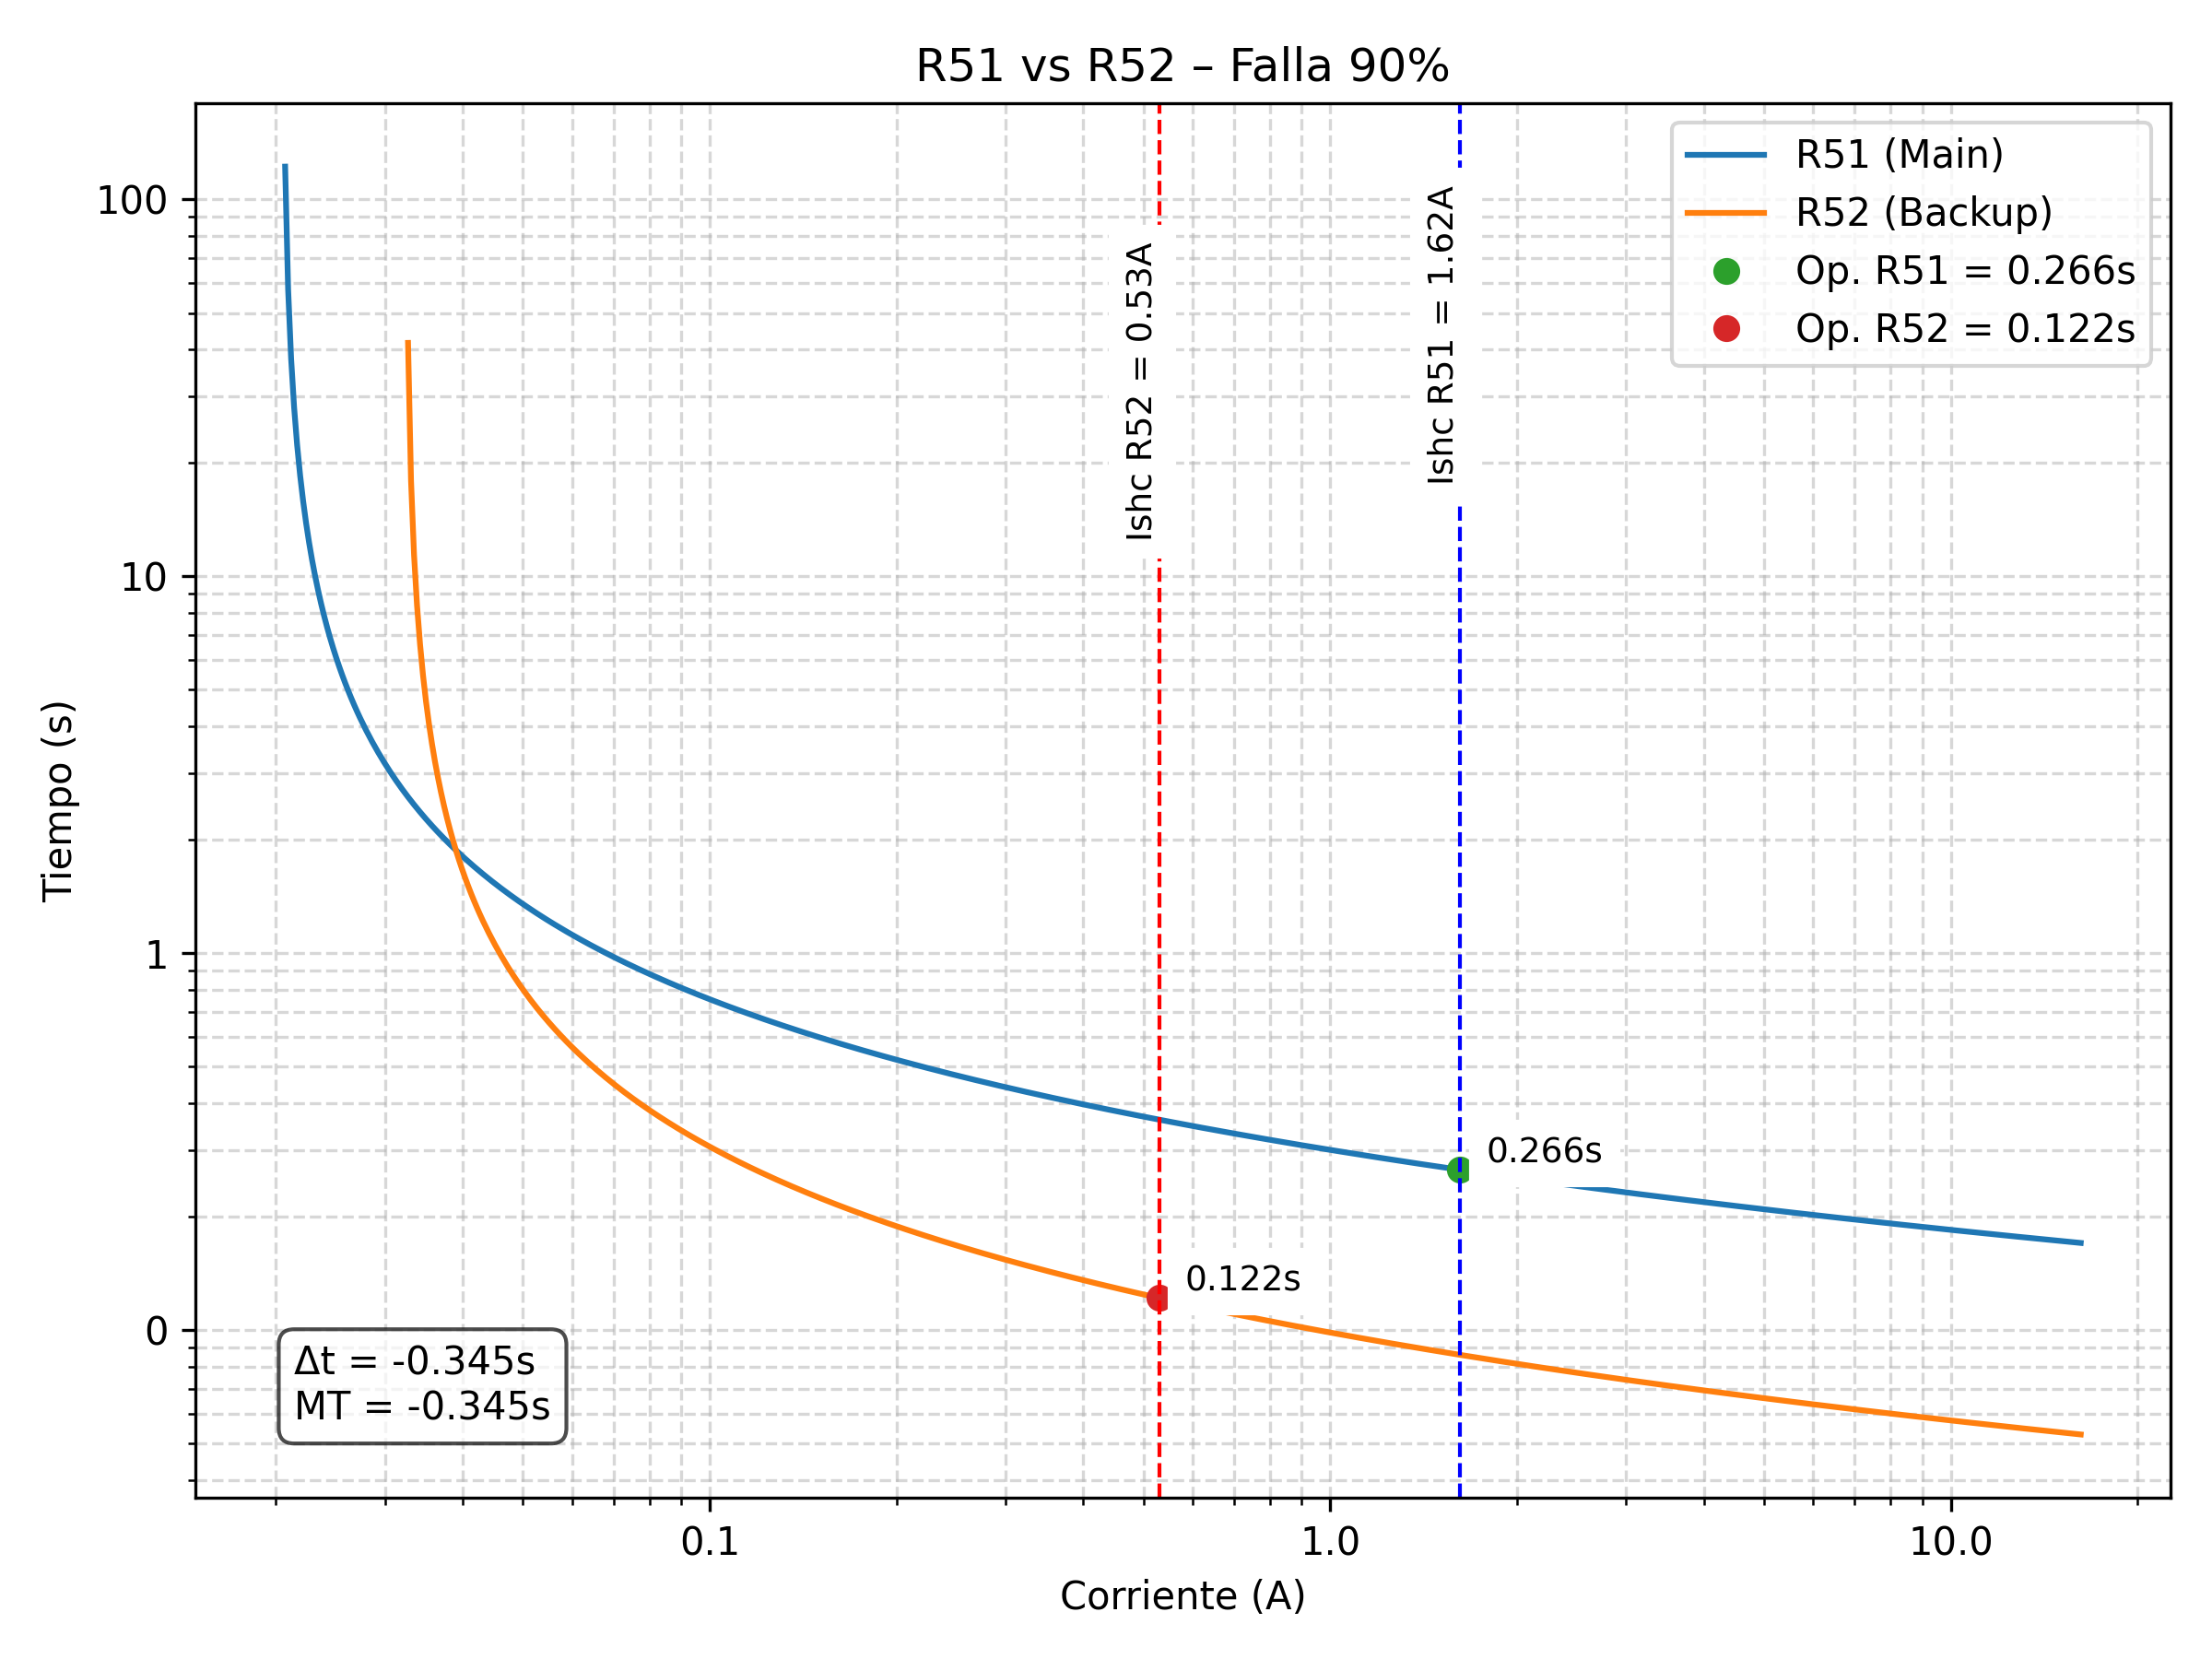 R51 vs R52 – Falla 90%
R51 (Main)
R52 (Backup)
Op. R51 = 0.266s
Op. R52 = 0.122s
Ishc R52 = 0.53A
Ishc R51 = 1.62A
100
10
1
0
Tiempo (s)
0.266s
0.122s
Δt = -0.345s
MT = -0.345s
0.1
1.0
10.0
Corriente (A)